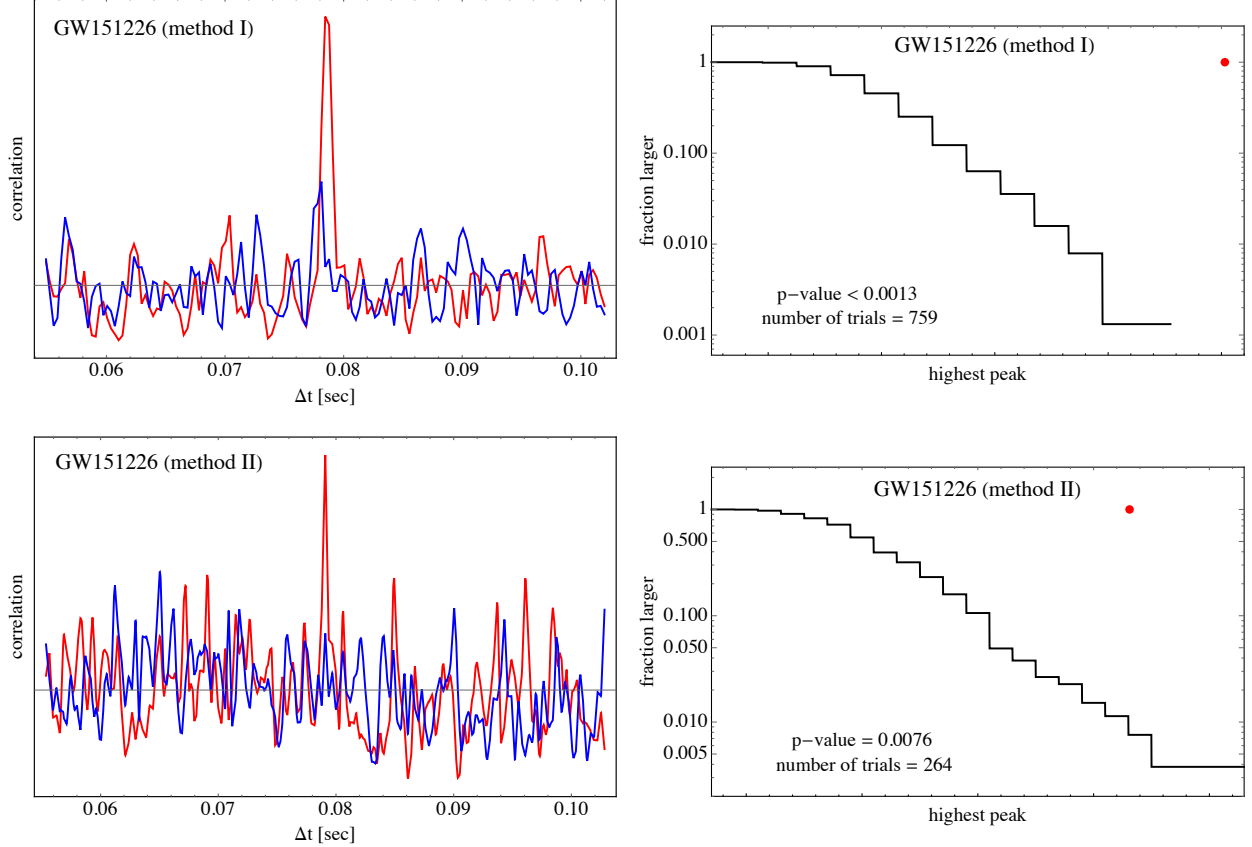 GW151226 (method I)
correlation
0.06
0.07
0.08
0.09
0.10
Δt [sec]
GW151226 (method I)
fraction larger
1
0.100
0.010
0.001
p-value < 0.0013
number of trials = 759
highest peak
GW151226 (method II)
correlation
0.06
0.07
0.08
0.09
0.10
Δt [sec]
GW151226 (method II)
fraction larger
1
0.500
0.100
0.050
0.010
0.005
p-value = 0.0076
number of trials = 264
highest peak